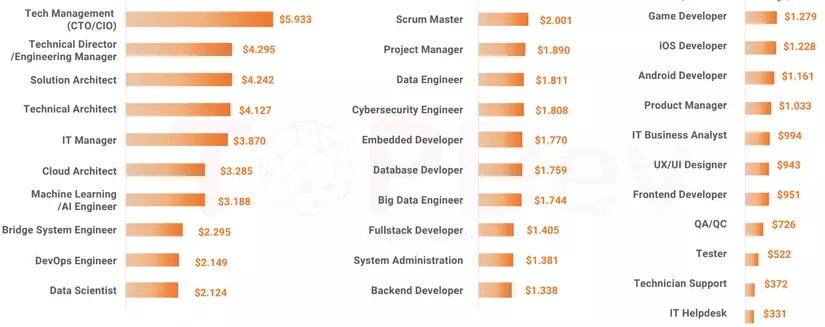 Tech Management
(CTO/CIO)
$5.933
Technical Director
/Engineering Manager
$4.295
Solution Architect
$4.242
Technical Architect
$4.127
IT Manager
$3.870
Cloud Architect
$3.285
Machine Learning
/AI Engineer
$3.188
Bridge System Engineer
$2.295
DevOps Engineer
$2.149
Data Scientist
$2.124
Scrum Master
$2.001
Project Manager
$1.890
Data Engineer
$1.811
Cybersecurity Engineer
$1.808
Embedded Developer
$1.770
Database Devloper
$1.759
Big Data Engineer
$1.744
Fullstack Developer
$1.405
System Administration
$1.381
Backend Developer
$1.338
Game Developer
$1.279
iOS Developer
$1.228
Android Developer
$1.161
Product Manager
$1.033
IT Business Analyst
$994
UX/UI Designer
$943
Frontend Developer
$951
QA/QC
$726
Tester
$522
Technician Support
$372
IT Helpdesk
$331